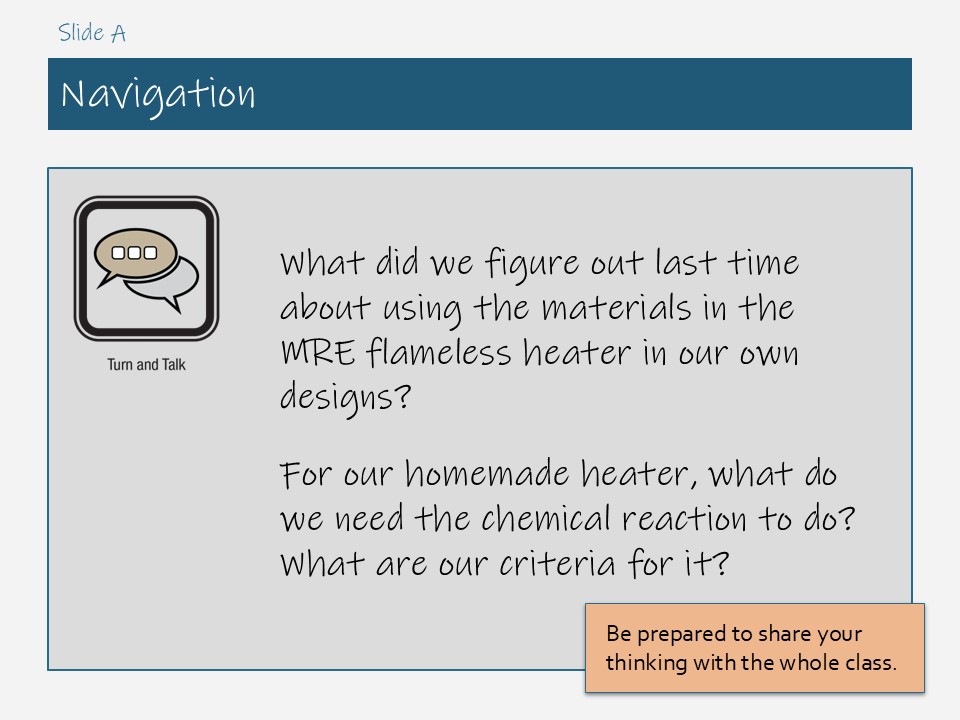 Slide A
Navigation
What did we figure out last time
about using the materials in the
MRE flameless heater in our own
designs?
Turn and Talk
For our homemade heater, what do
we need the chemical reaction to do?
What are our criteria for it?
Be prepared to share your
thinking with the whole class.